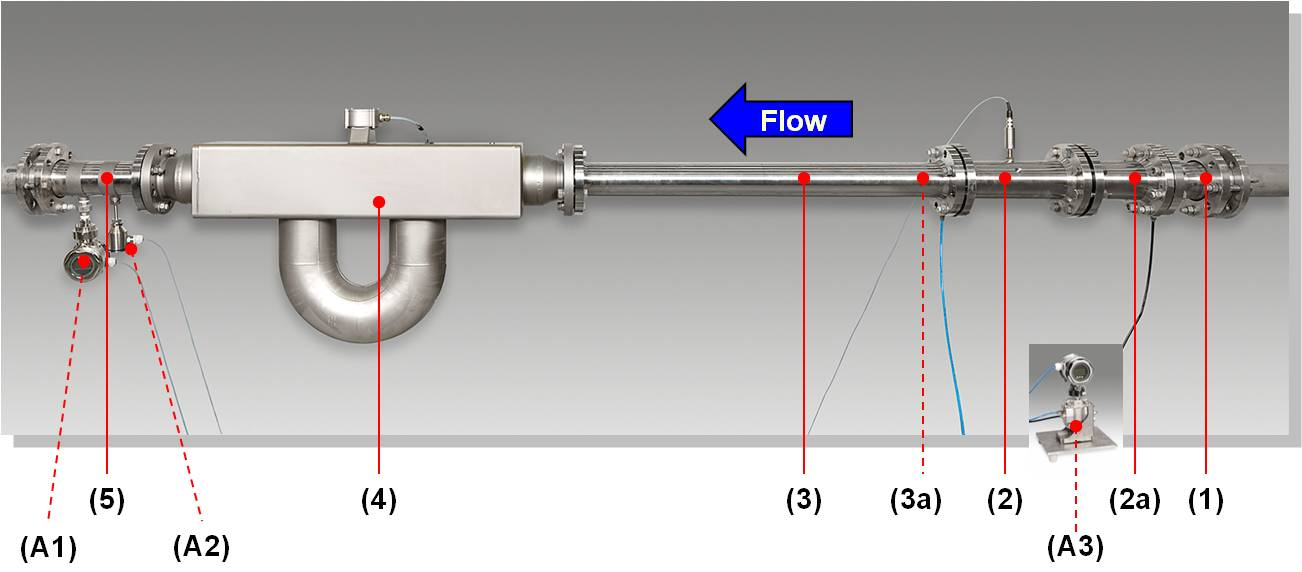 Flow
(5)
(4)
(3)
(3a)
(2)
(2a)
(1)
(A1)
(A2)
(A3)